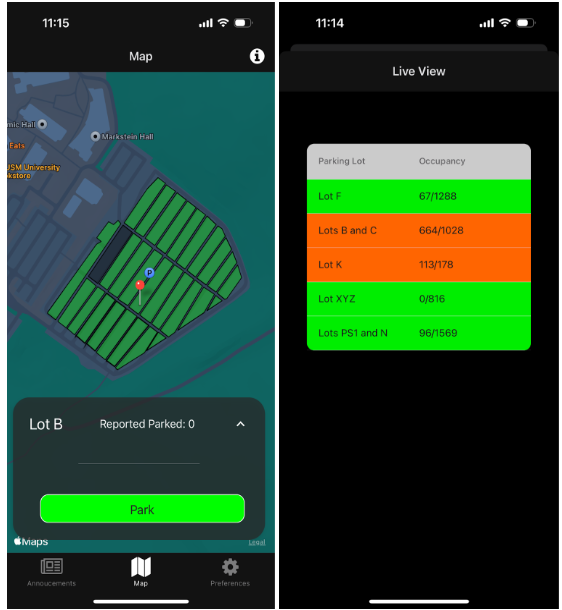 11:15
Map
mic Hall
Mackstein Hall
Eats
USM University
kstore
P
Lot B
Reported Parked: 0
Park
Maps
Legal
Annoucements
Map
Preferences
11:14
Live View
Parking Lot Occupancy
Lot F 67/1288
Lots B and C 664/1028
Lot K 113/178
Lot XYZ 0/816
Lots PS1 and N 96/1569